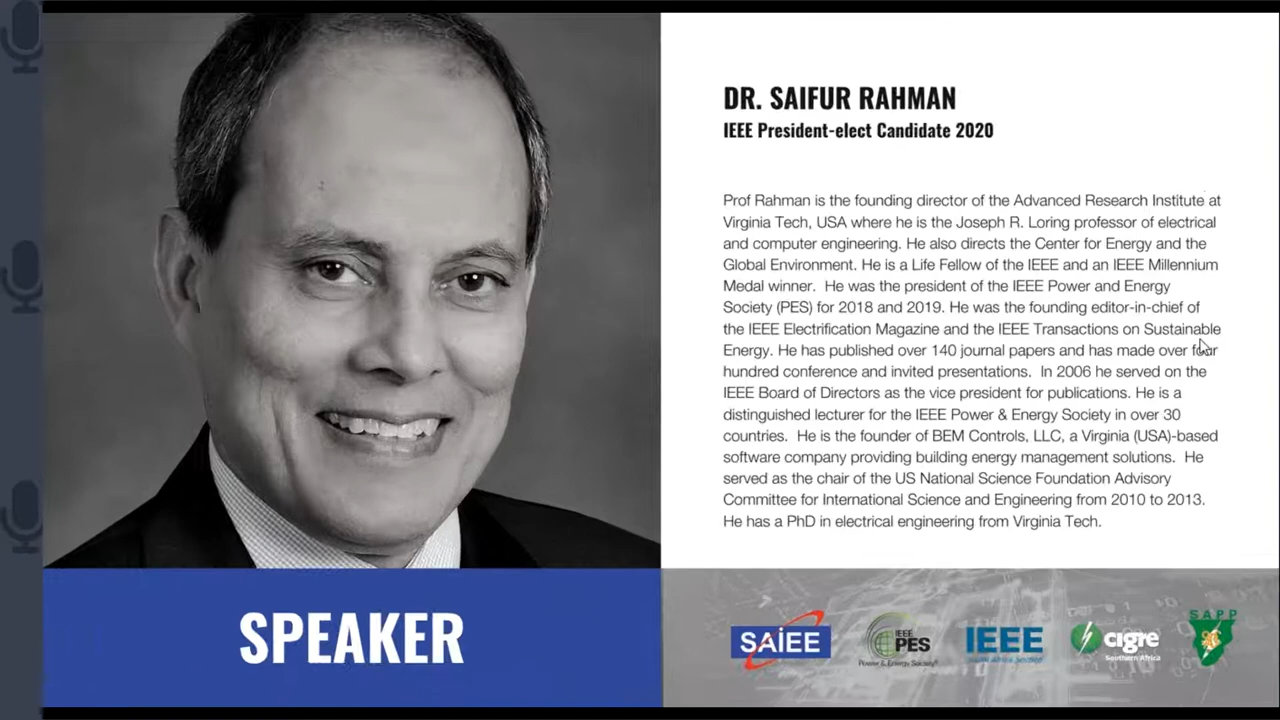 DR. SAIFUR RAHMAN
IEEE President-elect Candidate 2020
Prof Rahman is the founding director of the Advanced Research Institute at
Virginia Tech, USA where he is the Joseph R. Loring professor of electrical
and computer engineering. He also directs the Center for Energy and the
Global Environment. He is a Life Fellow of the IEEE and an IEEE Millennium
Medal winner. He was the president of the IEEE Power and Energy
Society (PES) for 2018 and 2019. He was the founding editor-in-chief of
the IEEE Electrification Magazine and the IEEE Transactions on Sustainable
Energy. He has published over 140 journal papers and has made over four
hundred conference and invited presentations. In 2006 he served on the
IEEE Board of Directors as the vice president for publications. He is a
distinguished lecturer for the IEEE Power & Energy Society in over 30
countries. He is the founder of BEM Controls, LLC, a Virginia (USA)-based
software company providing building energy management solutions. He
served as the chair of the US National Science Foundation Advisory
Committee for International Science and Engineering from 2010 to 2013.
He has a PhD in electrical engineering from Virginia Tech.
SPEAKER
SAIEE
IEEE
PES
Power & Energy Society
IEEE
cigre
Southern Africa
SAPP